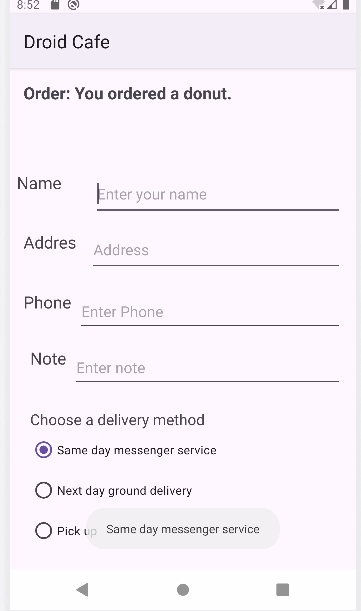 8:52
Droid Cafe
Order: You ordered a donut.
Name
Enter your name
Addres
Address
Phone
Enter Phone
Note
Enter note
Choose a delivery method
Same day messenger service
Next day ground delivery
Pick up
Same day messenger service